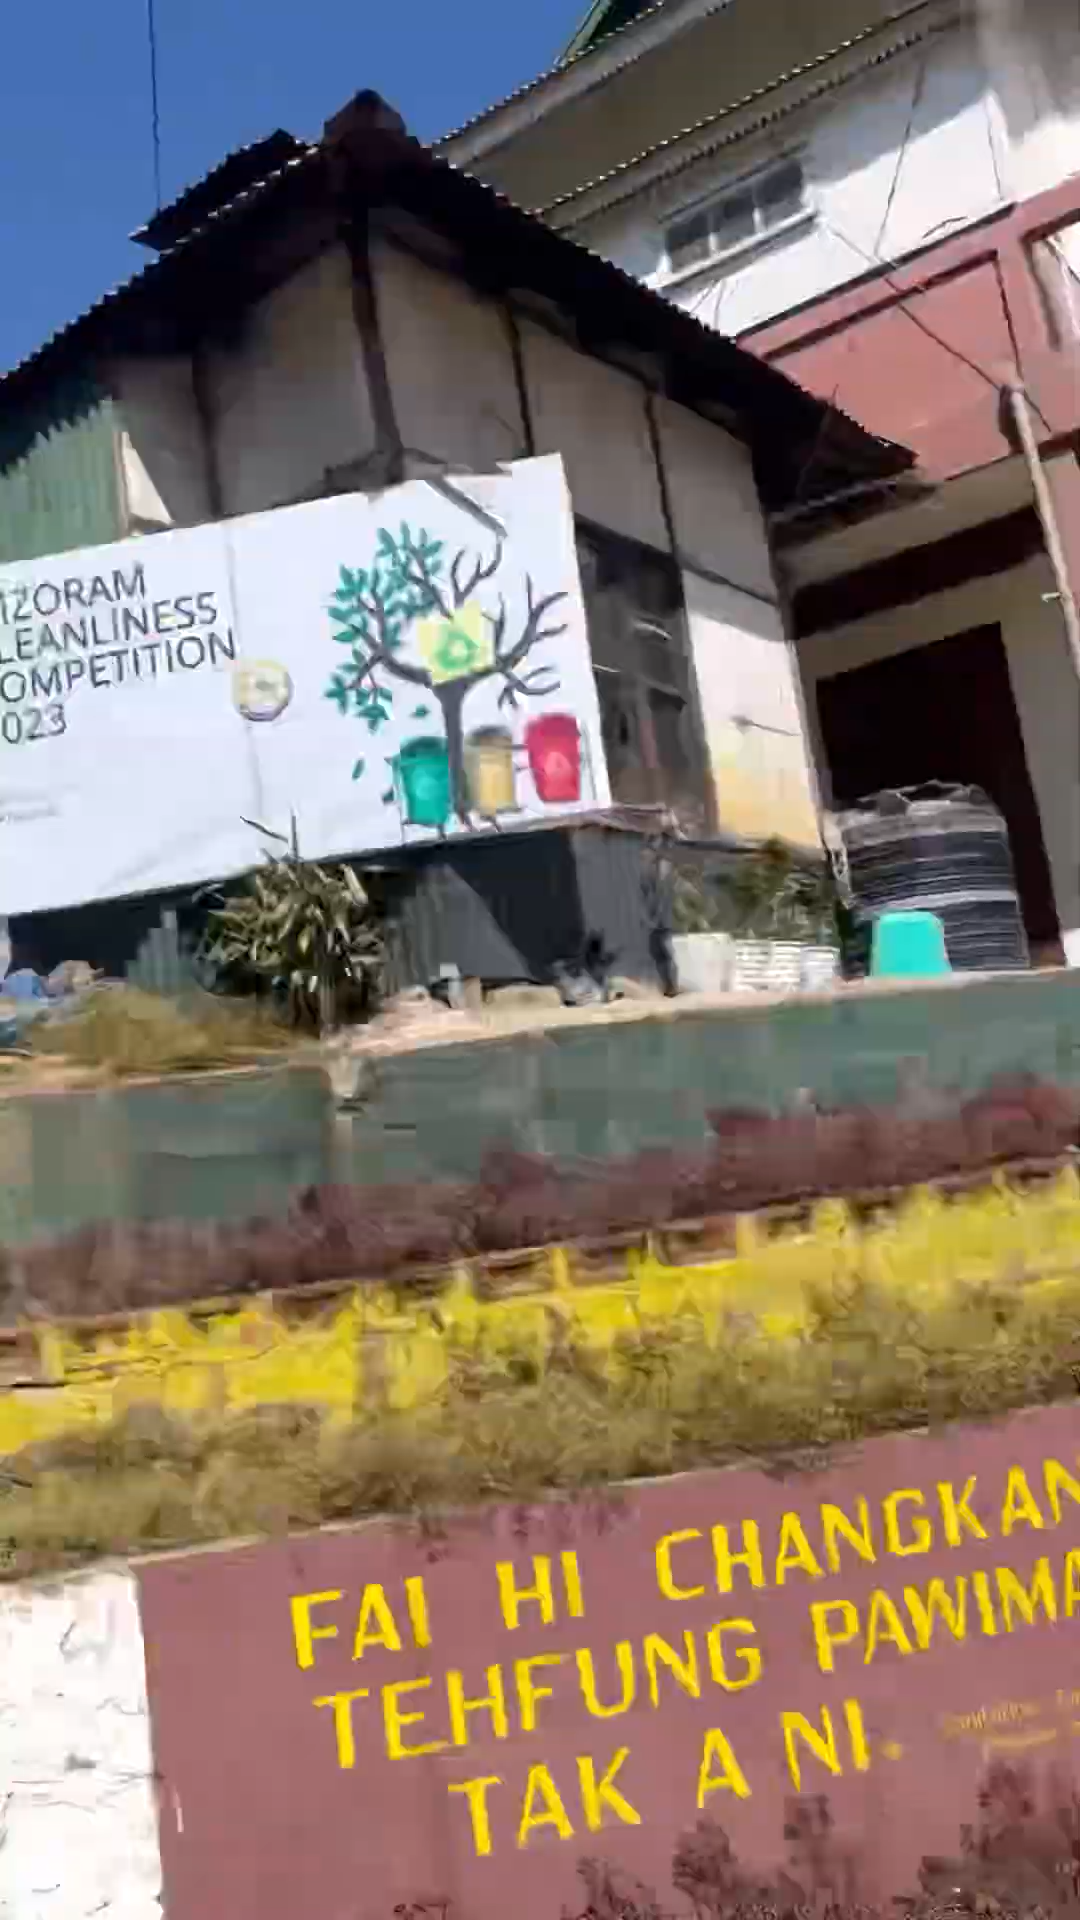 IZORAM
LEANLINESS
OMPETITION
023
FAI HI CHANGKAN
TEHFUNG PAWIMA
TAK A NI.